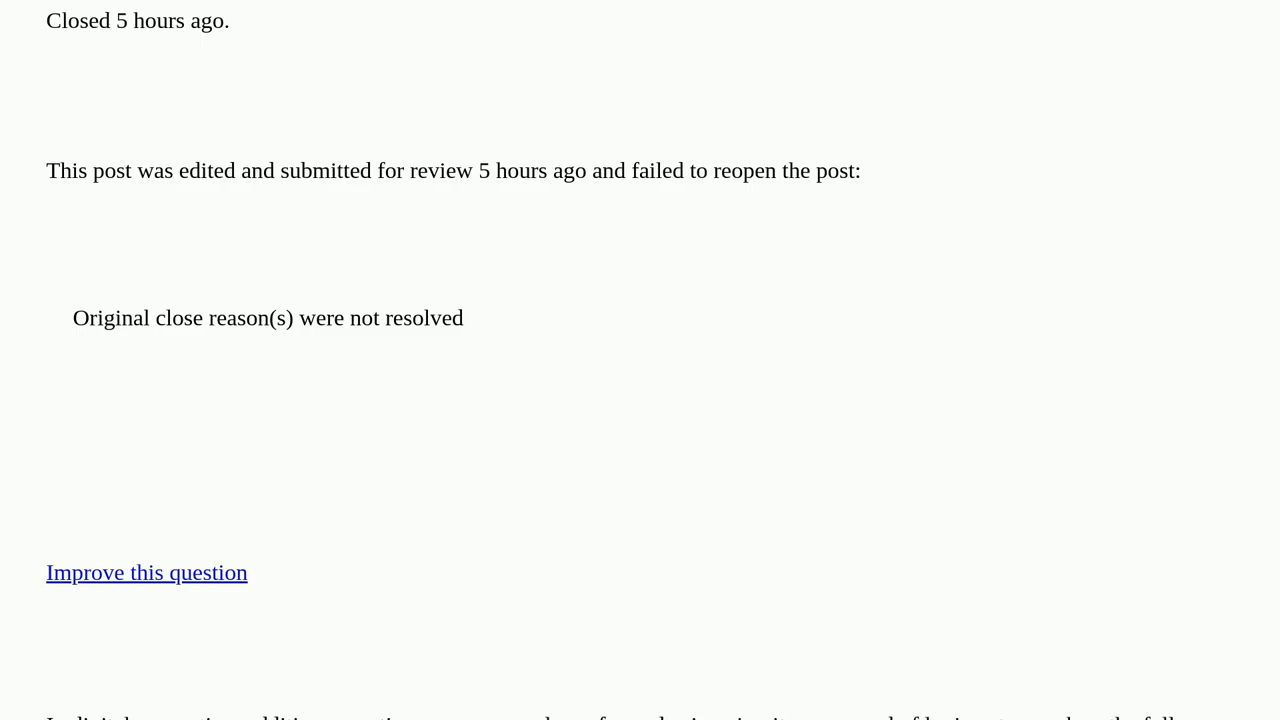 Closed 5 hours ago.
This post was edited and submitted for review 5 hours ago and failed to reopen the post:
Original close reason(s) were not resolved
Improve this question